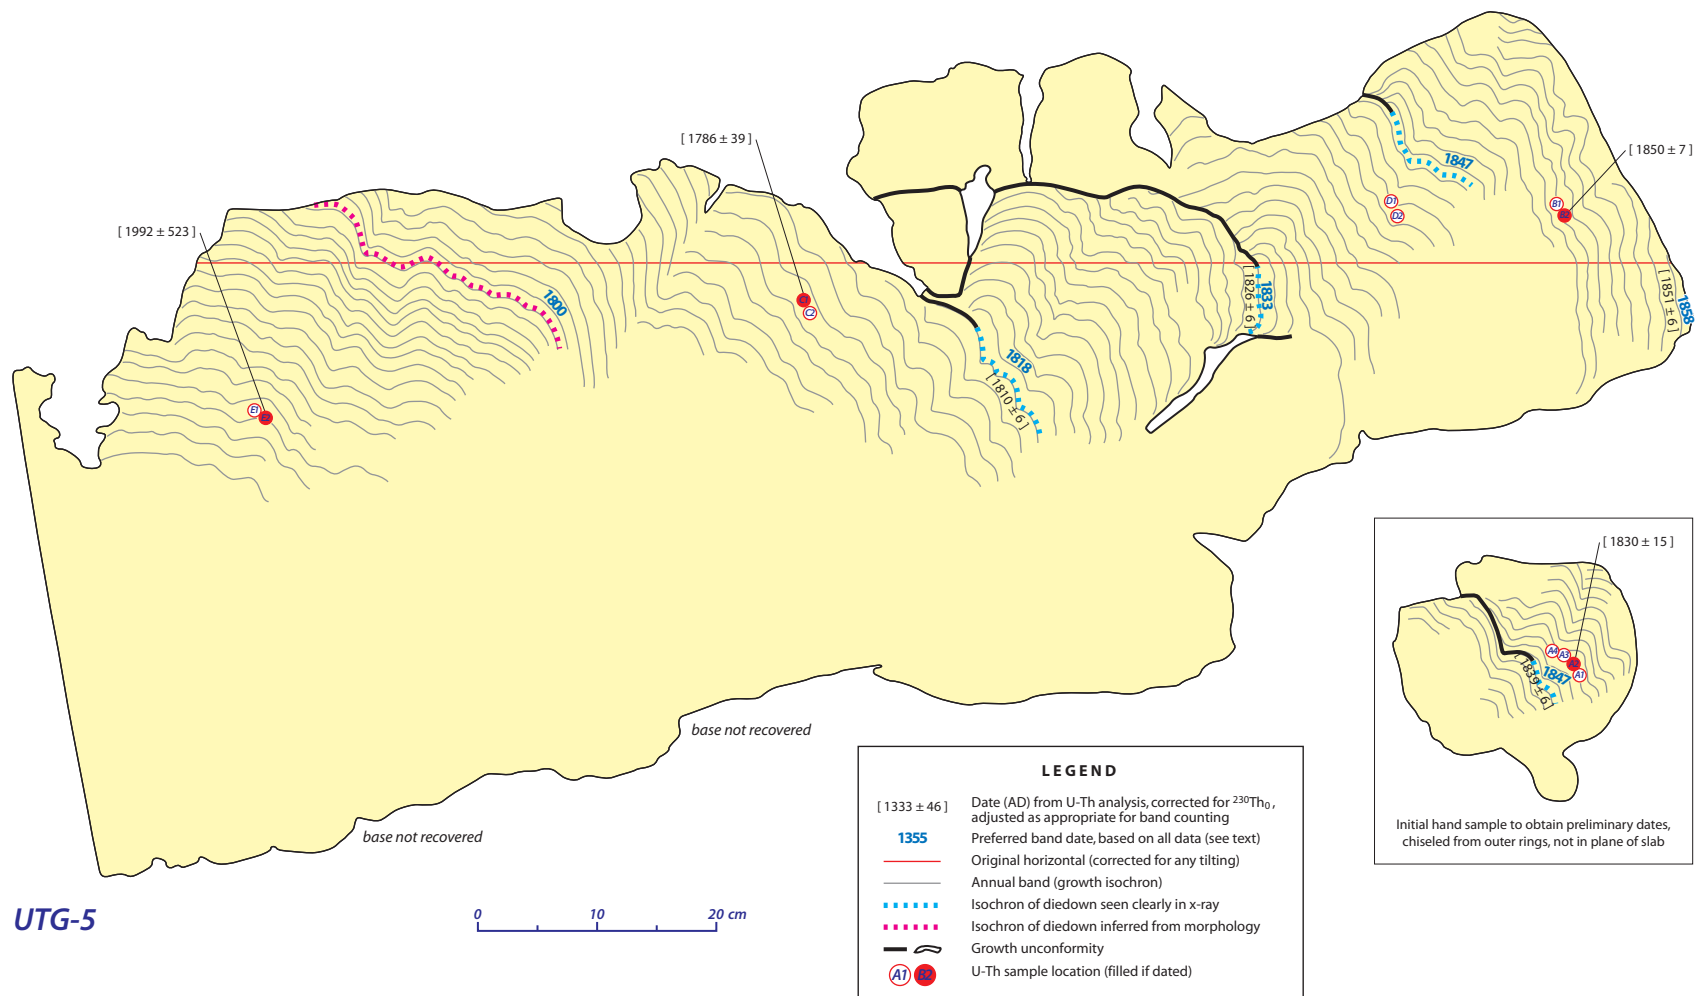 [ 1786 ± 39 ]
[ 1850 ± 7 ]
1847
D1
D2
B1
B2
[ 1992 ± 523 ]
1800
C1
C2
[ 1826 ± 6 ]
1833
[ 1851 ± 6 ]
1858
1818
[ 1810 ± 6 ]
E1
E2
[ 1830 ± 15 ]
A4
A3
A2
A1
1847
[ 1839 ± 6 ]
Initial hand sample to obtain preliminary dates,
chiseled from outer rings, not in plane of slab
base not recovered
base not recovered
UTG-5
0 10 20 cm
LEGEND
[ 1333 ± 46 ] Date (AD) from U-Th analysis, corrected for ²³⁰Th₀,
adjusted as appropriate for band counting
1355 Preferred band date, based on all data (see text)
Original horizontal (corrected for any tilting)
Annual band (growth isochron)
Isochron of diedown seen clearly in x-ray
Isochron of diedown inferred from morphology
Growth unconformity
A1 B2 U-Th sample location (filled if dated)